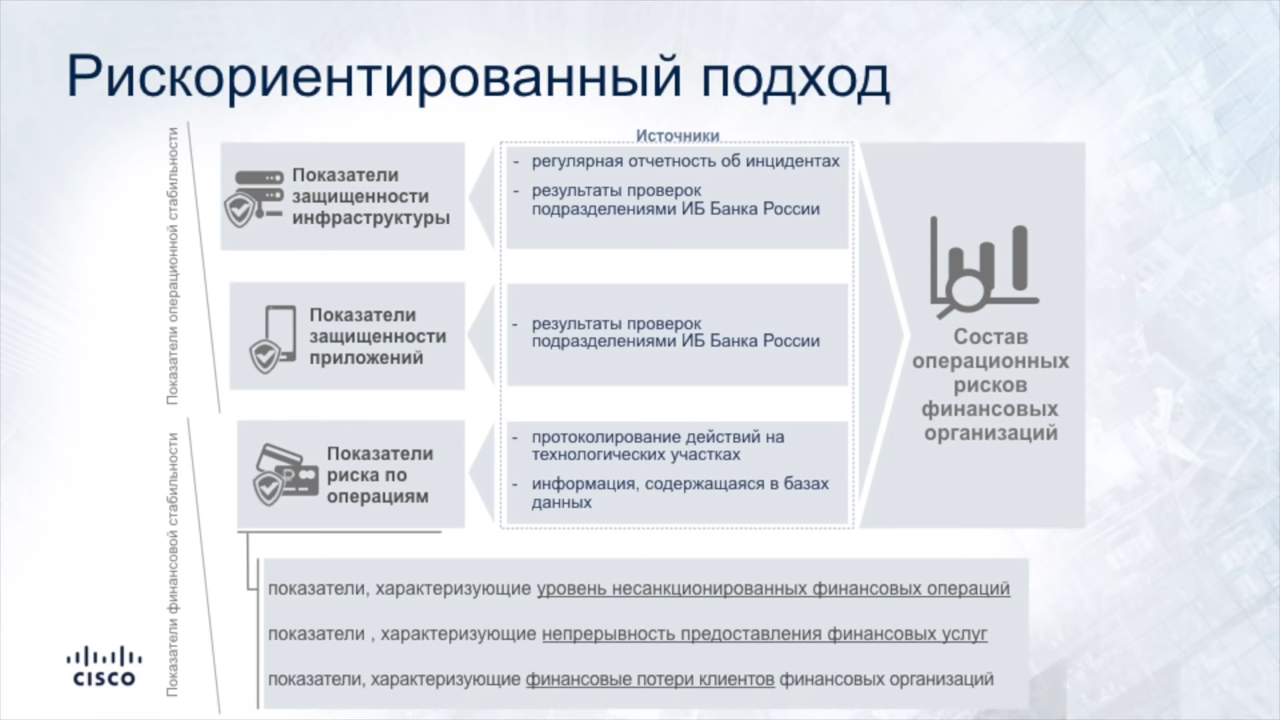 Рискориентированный подход
Показатели операционной стабильности
Показатели финансовой стабильности
Источники
Показатели
защищенности
инфраструктуры
- регулярная отчетность об инцидентах
- результаты проверок
подразделениями ИБ Банка России
Показатели
защищенности
приложений
- результаты проверок
подразделениями ИБ Банка России
Показатели
риска по
операциям
- протоколирование действий на
технологических участках
- информация, содержащаяся в базах
данных
Состав
операционных
рисков
финансовых
организаций
показатели, характеризующие уровень несанкционированных финансовых операций
показатели , характеризующие непрерывность предоставления финансовых услуг
показатели, характеризующие финансовые потери клиентов финансовых организаций
CISCO